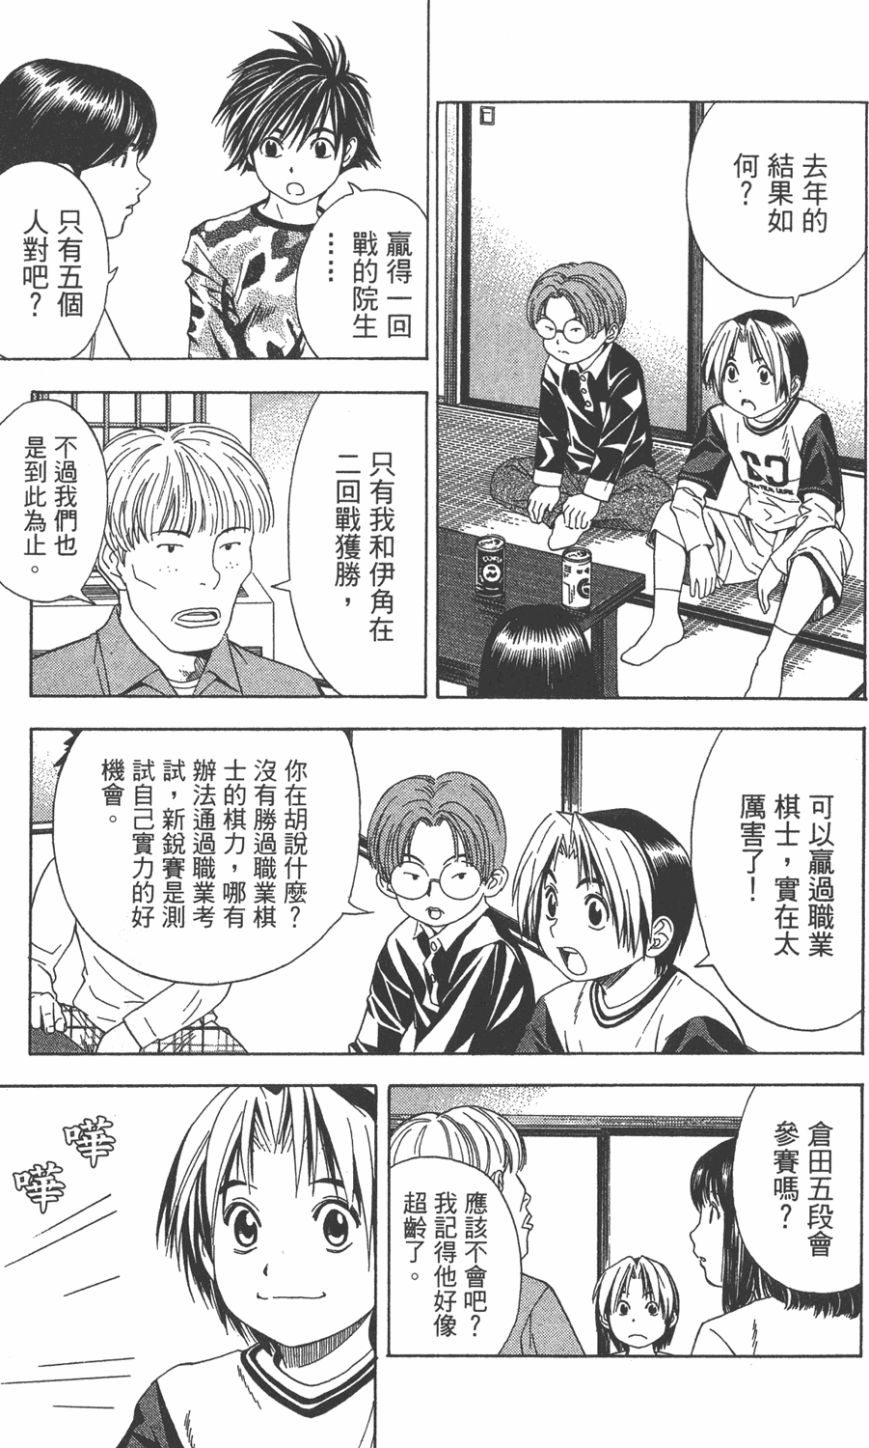 去年的
結果如
何？
贏得一回
戰的院生
⋯⋯
只有五個
人對吧？
只有我和伊角在
二回戰獲勝，
不過我們也
是到此為止。
可以贏過職業
棋士，實在太
厲害了！
你在胡說什麼？
沒有勝過職業棋
士的棋力，哪有
辦法通過職業考
試，新銳賽是測
試自己實力的好
機會。
倉田五段會
參賽嗎？
應該不會吧？
我記得他好像
超齡了。
嘩
嘩